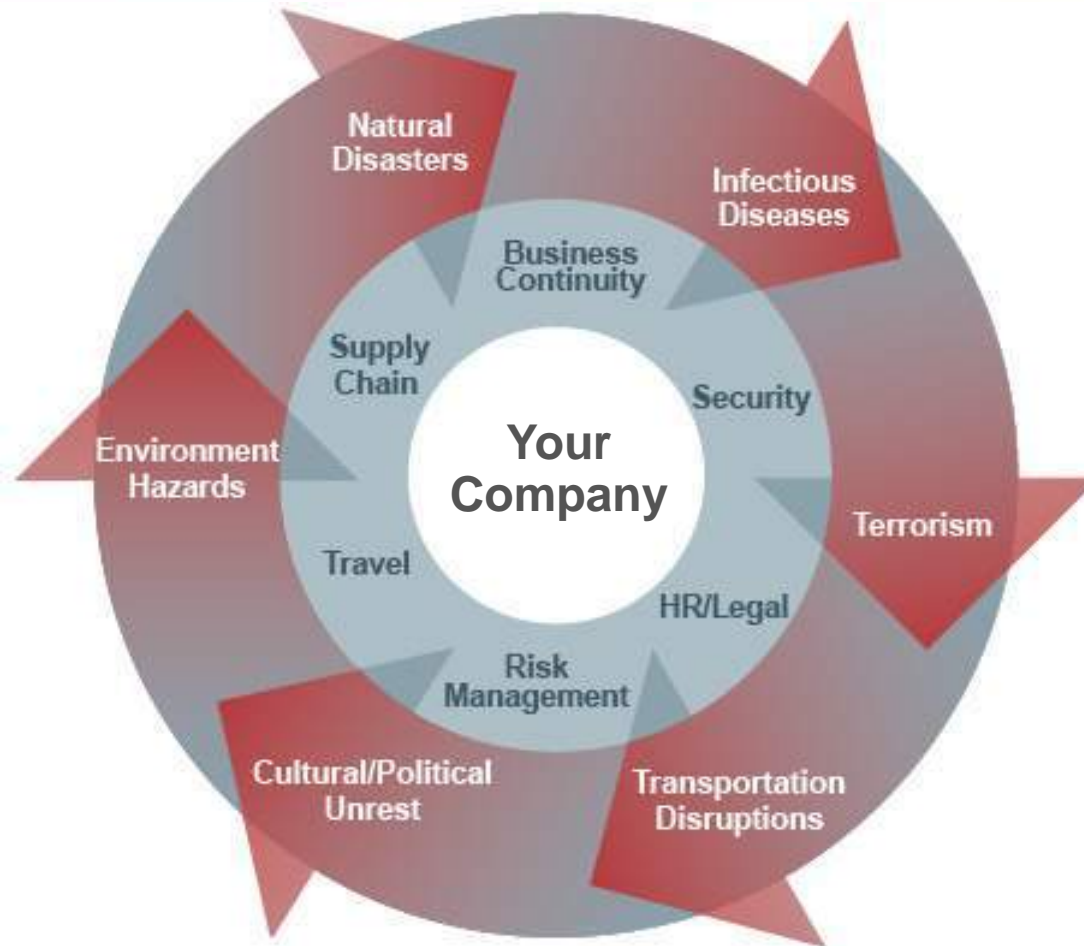 Natural
Disasters
Infectious
Diseases
Business
Continuity
Supply
Chain
Security
Your
Company
Environment
Hazards
Terrorism
Travel
HR/Legal
Risk
Management
Cultural/Political
Unrest
Transportation
Disruptions